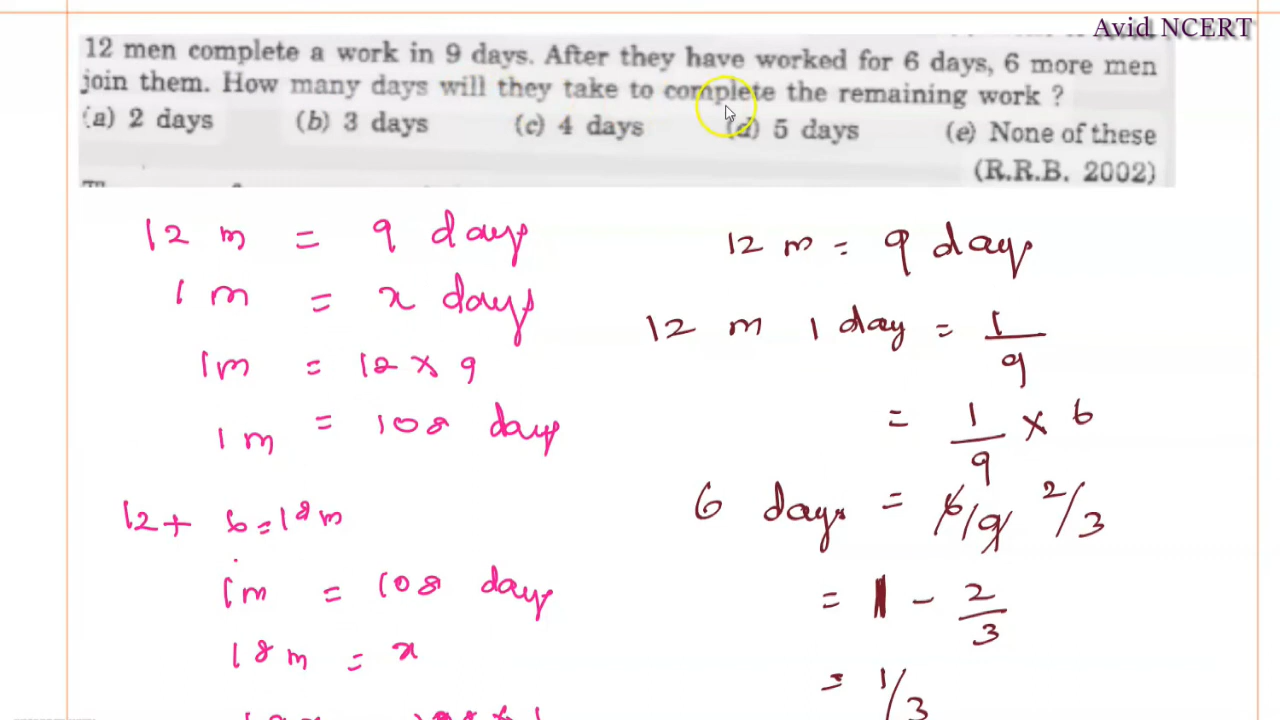 Avid NCERT
12 men complete a work in 9 days. After they have worked for 6 days, 6 more men
join them. How many days will they take to complete the remaining work ?
(a) 2 days (b) 3 days (c) 4 days (d) 5 days (e) None of these
(R.R.B. 2002)
12 m = 9 days
1 m = x days
1m = 12 × 9
1m = 108 days
12 + 6 = 18 m
1m = 108 days
18 m = x
12 m = 9 days
12 m 1 day = 1/9
= 1/9 × 6
6 days = 6/9 2/3
= 1 - 2/3
= 1/3